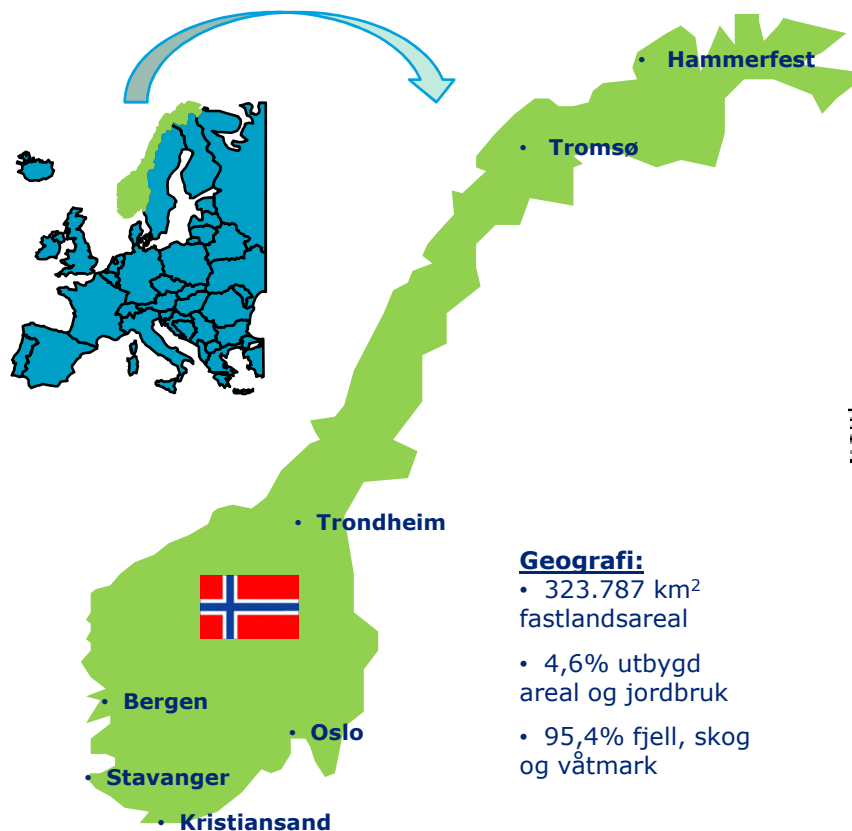 • Hammerfest
• Tromsø
• Trondheim
• Bergen
• Oslo
• Stavanger
• Kristiansand
Geografi:
• 323.787 km²
fastlandsareal
• 4,6% utbygd
areal og jordbruk
• 95,4% fjell, skog
og våtmark